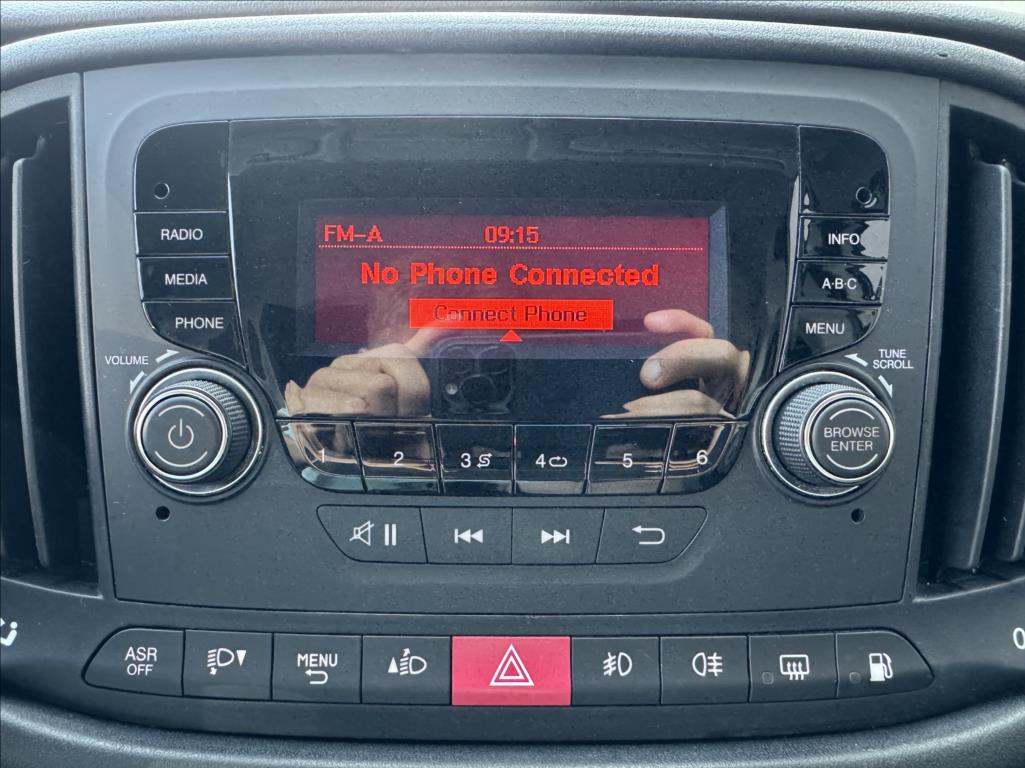 FM-A 09:15
No Phone Connected
Connect Phone
RADIO
MEDIA
PHONE
INFO
A·B·C
MENU
VOLUME
TUNE
SCROLL
BROWSE
ENTER
1 2 3 4 5 6
ASR
OFF
MENU